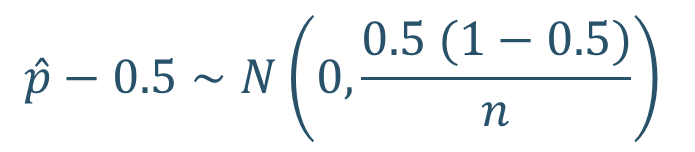 p̂ − 0.5 ~ N(0, 0.5 (1 − 0.5) / n)